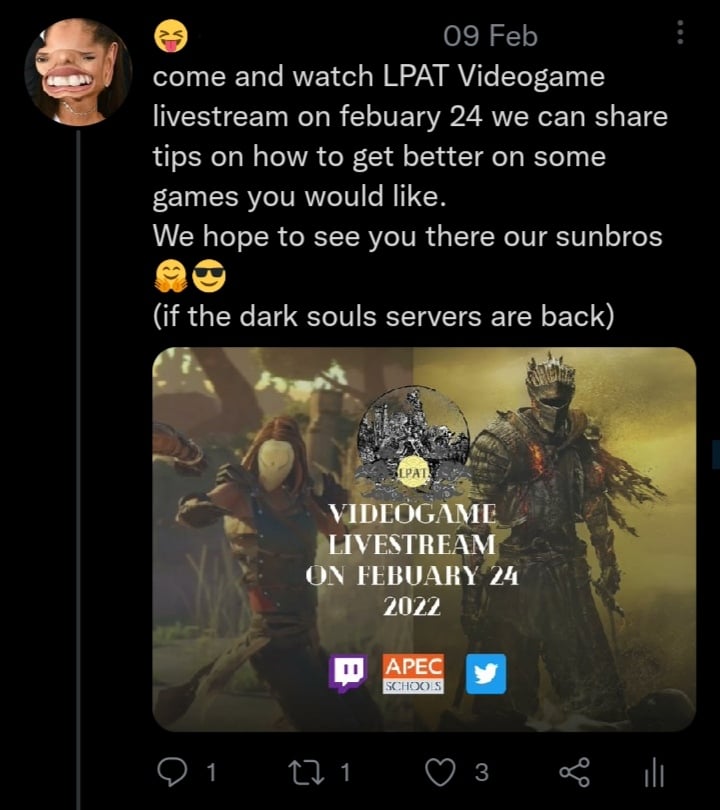 😝 09 Feb
come and watch LPAT Videogame
livestream on febuary 24 we can share
tips on how to get better on some
games you would like.
We hope to see you there our sunbros
🤗😎
(if the dark souls servers are back)
LPAT
VIDEOGAME
LIVESTREAM
ON FEBUARY 24
2022
APEC
SCHOOLS
1 1 3